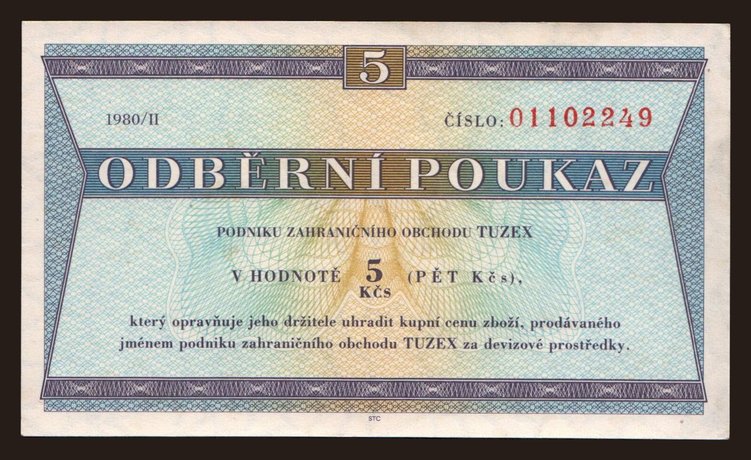 5
1980/II ČÍSLO: 01102249
ODBĚRNÍ POUKAZ
PODNIKU ZAHRANIČNÍHO OBCHODU TUZEX
V HODNOTĚ 5 KČS (PĚT Kčs),
který opravňuje jeho držitele uhradit kupní cenu zboží, prodávaného
jménem podniku zahraničního obchodu TUZEX za devizové prostředky.
STC